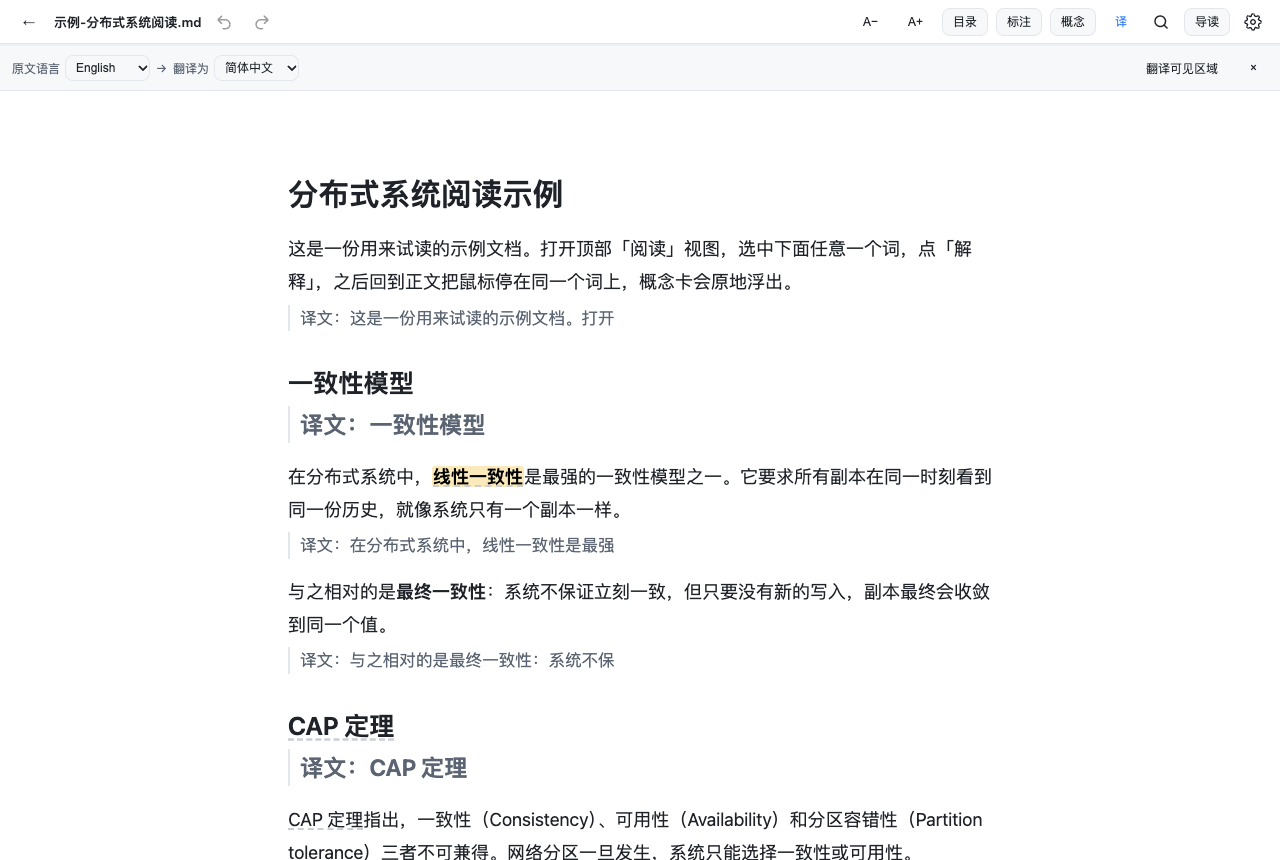 ← 示例-分布式系统阅读.md A− A+ 目录 标注 概念 译 导读
原文语言 English → 翻译为 简体中文 翻译可见区域 ×
分布式系统阅读示例
这是一份用来试读的示例文档。打开顶部「阅读」视图，选中下面任意一个词，点「解
释」，之后回到正文把鼠标停在同一个词上，概念卡会原地浮出。
译文：这是一份用来试读的示例文档。打开
一致性模型
译文：一致性模型
在分布式系统中，线性一致性是最强的一致性模型之一。它要求所有副本在同一时刻看到
同一份历史，就像系统只有一个副本一样。
译文：在分布式系统中，线性一致性是最强
与之相对的是最终一致性：系统不保证立刻一致，但只要没有新的写入，副本最终会收敛
到同一个值。
译文：与之相对的是最终一致性：系统不保
CAP 定理
译文：CAP 定理
CAP 定理指出，一致性（Consistency）、可用性（Availability）和分区容错性（Partition
tolerance）三者不可兼得。网络分区一旦发生，系统只能选择一致性或可用性。